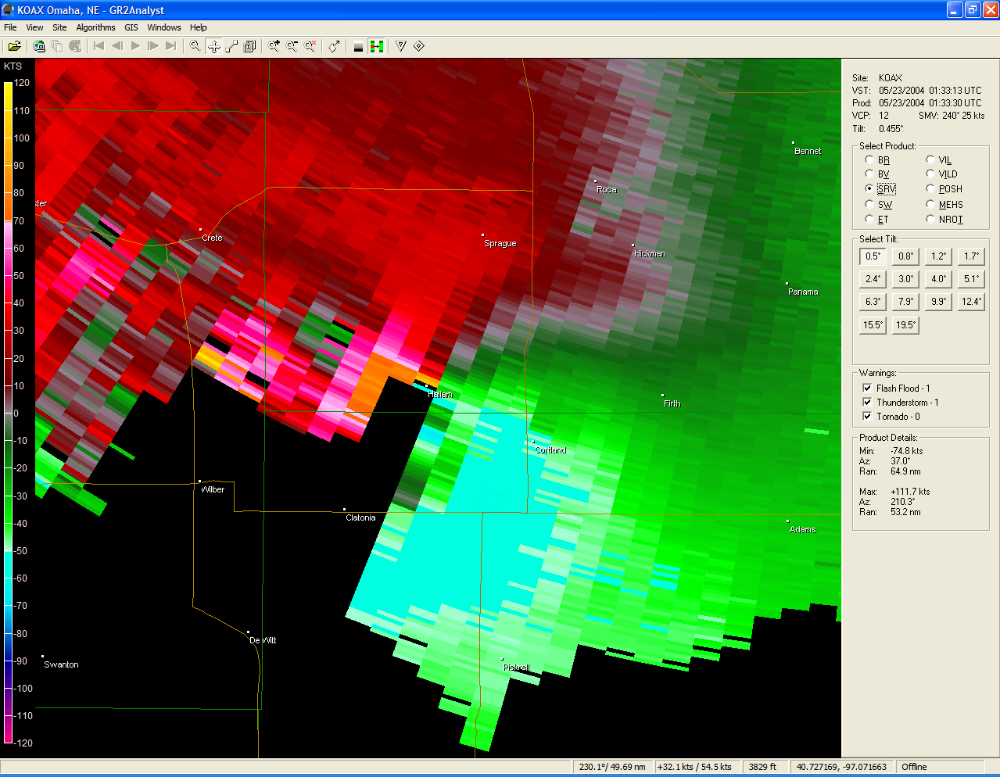 KOAX Omaha, NE - GR2Analyst
File View Site Algorithms GIS Windows Help
KTS
120
110
100
90
80
70
60
50
40
30
20
10
0
-10
-20
-30
-40
-50
-60
-70
-80
-90
-100
-110
-120
Bennet
Roca
ster
Crete
Sprague
Hickman
Panama
Hallam
Firth
Cortland
Wilber
Clatonia
Adams
De Witt
Swanton
Pickrell
Site: KOAX
VST: 05/23/2004 01:33:13 UTC
Prod: 05/23/2004 01:33:30 UTC
VCP: 12 SMV: 240° 25 kts
Tilt: 0.455°
Select Product:
BR VIL
BV VILD
SRV POSH
SW MEHS
ET NROT
Select Tilt:
0.5° 0.8° 1.2° 1.7°
2.4° 3.0° 4.0° 5.1°
6.3° 7.9° 9.9° 12.4°
15.5° 19.5°
Warnings:
Flash Flood - 1
Thunderstorm - 1
Tornado - 0
Product Details:
Min: -74.8 kts
Az: 37.0°
Ran: 64.9 nm
Max: +111.7 kts
Az: 210.3°
Ran: 53.2 nm
230.1°/ 49.69 nm +32.1 kts / 54.5 kts 3829 ft 40.727169, -97.071663 Offline